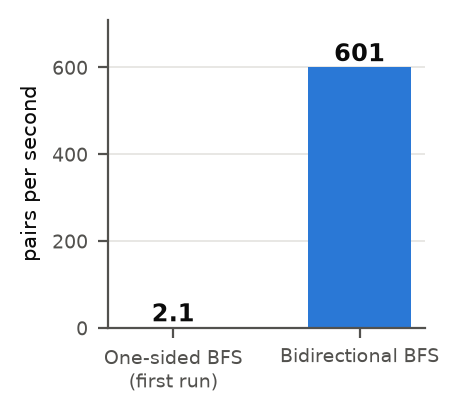 pairs per second
600
400
200
0
2.1
601
One-sided BFS
(first run)
Bidirectional BFS